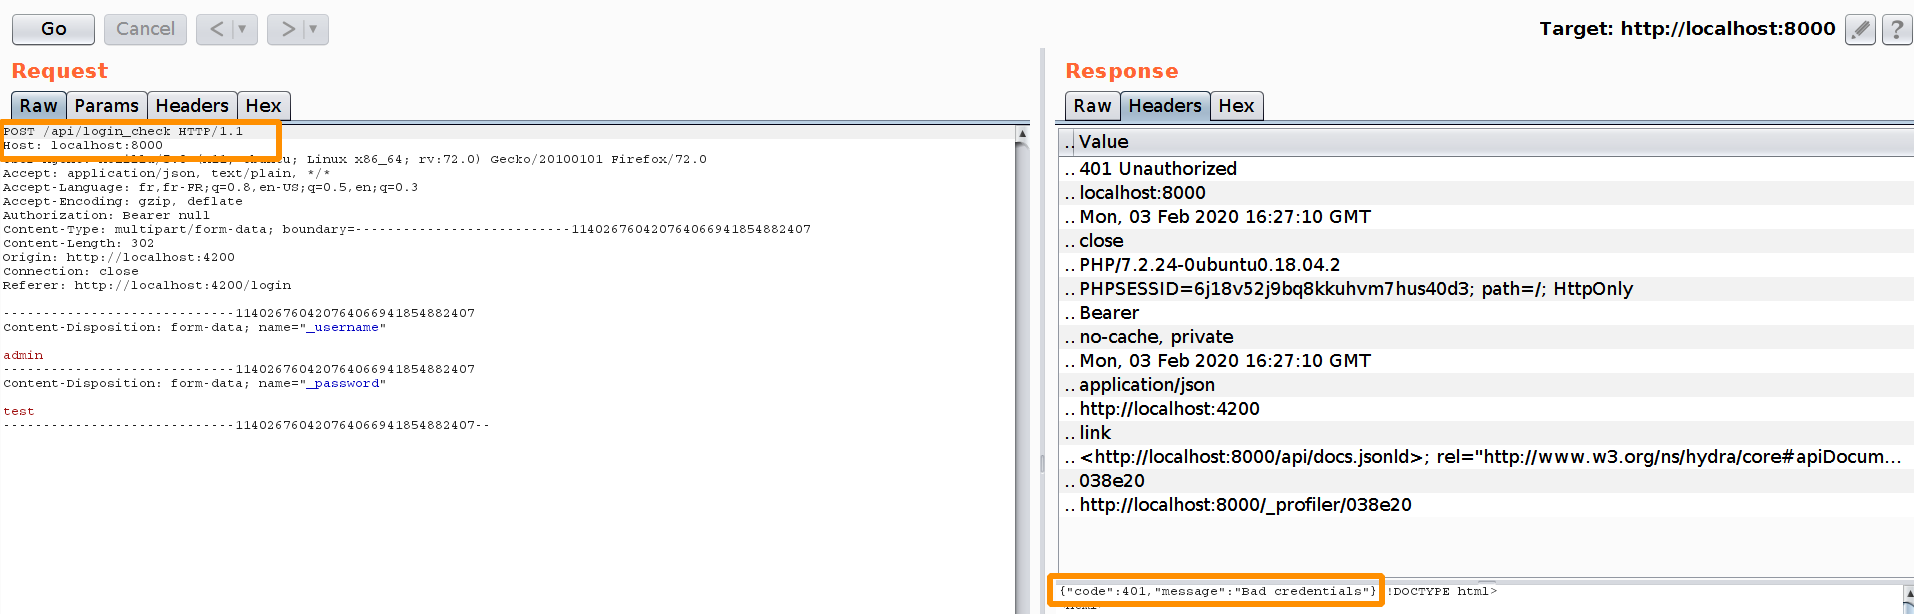 Go
Cancel
<
>
Target: http://localhost:8000
?
Request
Raw Params Headers Hex
POST /api/login_check HTTP/1.1
Host: localhost:8000
Linux x86_64; rv:72.0) Gecko/20100101 Firefox/72.0
Accept: application/json, text/plain, */*
Accept-Language: fr,fr-FR;q=0.8,en-US;q=0.5,en;q=0.3
Accept-Encoding: gzip, deflate
Authorization: Bearer null
Content-Type: multipart/form-data; boundary=---------------------------114026760420764066941854882407
Content-Length: 302
Origin: http://localhost:4200
Connection: close
Referer: http://localhost:4200/login
-----------------------------114026760420764066941854882407
Content-Disposition: form-data; name="_username"
admin
-----------------------------114026760420764066941854882407
Content-Disposition: form-data; name="_password"
test
-----------------------------114026760420764066941854882407--
Response
Raw Headers Hex
.. Value
.. 401 Unauthorized
.. localhost:8000
.. Mon, 03 Feb 2020 16:27:10 GMT
.. close
.. PHP/7.2.24-0ubuntu0.18.04.2
.. PHPSESSID=6j18v52j9bq8kkuhvm7hus40d3; path=/; HttpOnly
.. Bearer
.. no-cache, private
.. Mon, 03 Feb 2020 16:27:10 GMT
.. application/json
.. http://localhost:4200
.. link
.. <http://localhost:8000/api/docs.jsonld>; rel="http://www.w3.org/ns/hydra/core#apiDocum...
.. 038e20
.. http://localhost:8000/_profiler/038e20
{"code":401,"message":"Bad credentials"} !DOCTYPE html>